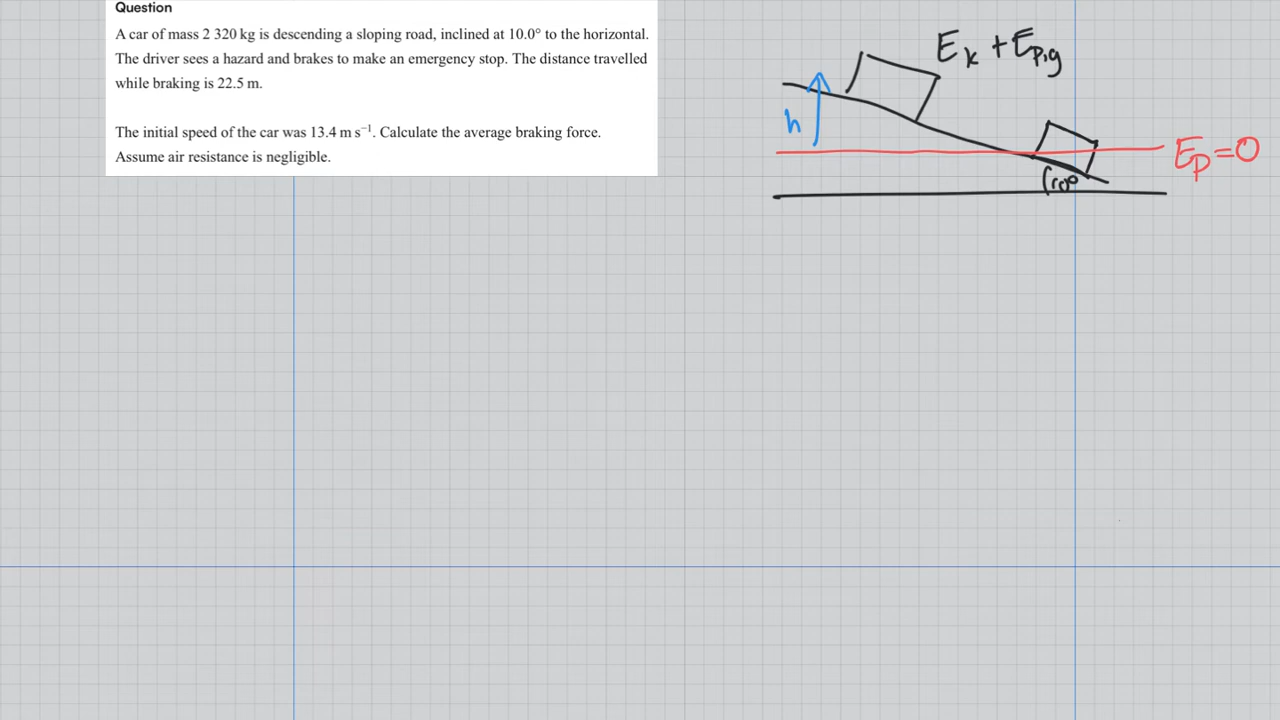 Question
A car of mass 2 320 kg is descending a sloping road, inclined at 10.0° to the horizontal.
The driver sees a hazard and brakes to make an emergency stop. The distance travelled
while braking is 22.5 m.
The initial speed of the car was 13.4 m s⁻¹. Calculate the average braking force.
Assume air resistance is negligible.
Eₖ + E_p,g
h
E_p = 0
10°